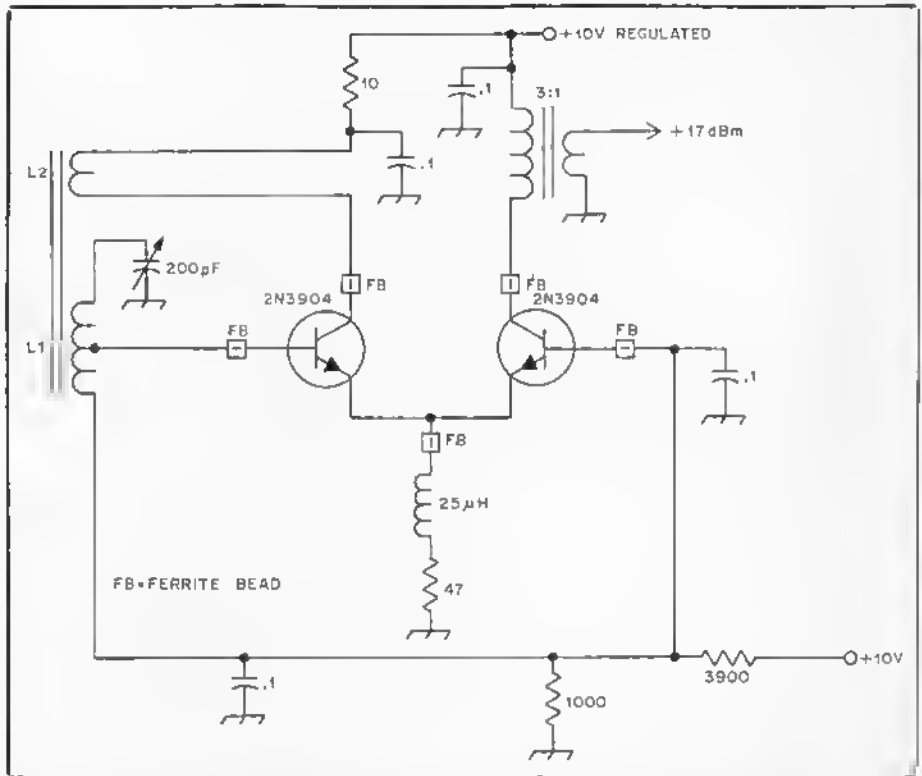 +10V REGULATED
10
.1
3:1
+17dBm
L2
.1
200pF
FB
FB
2N3904
2N3904
FB
FB
L1
.1
FB
25µH
FB=FERRITE BEAD
47
.1
1000
3900
+10V